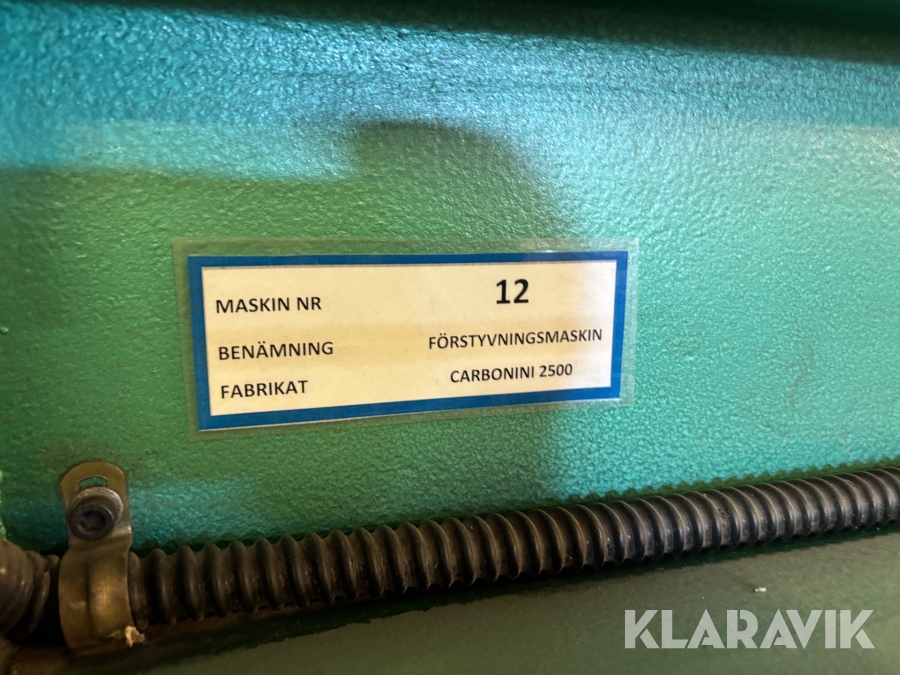 MASKIN NR 12
BENÄMNING FÖRSTYVNINGSMASKIN
FABRIKAT CARBONINI 2500
KLARAVIK